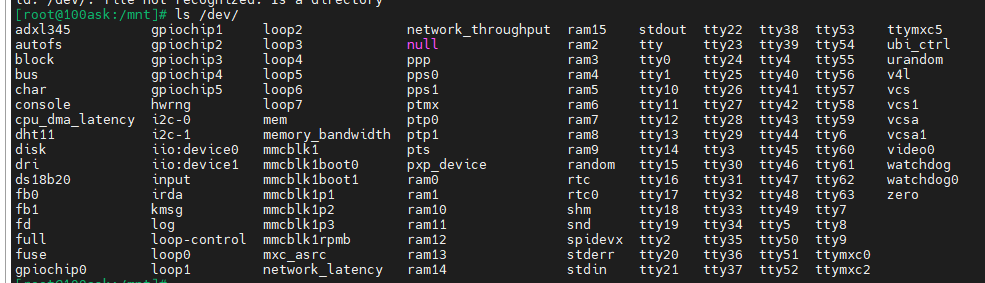 ld: /dev/: file not recognized: Is a directory
[root@100ask:/mnt]# ls /dev/
adxl345 gpiochip1 loop2 network_throughput ram15 stdout tty22 tty38 tty53 ttymxc5
autofs gpiochip2 loop3 null ram2 tty tty23 tty39 tty54 ubi_ctrl
block gpiochip3 loop4 ppp ram3 tty0 tty24 tty4 tty55 urandom
bus gpiochip4 loop5 pps0 ram4 tty1 tty25 tty40 tty56 v4l
char gpiochip5 loop6 pps1 ram5 tty10 tty26 tty41 tty57 vcs
console hwrng loop7 ptmx ram6 tty11 tty27 tty42 tty58 vcs1
cpu_dma_latency i2c-0 mem ptp0 ram7 tty12 tty28 tty43 tty59 vcsa
dht11 i2c-1 memory_bandwidth ptp1 ram8 tty13 tty29 tty44 tty6 vcsa1
disk iio:device0 mmcblk1 pts ram9 tty14 tty3 tty45 tty60 video0
dri iio:device1 mmcblk1boot0 pxp_device random tty15 tty30 tty46 tty61 watchdog
ds18b20 input mmcblk1boot1 ram0 rtc tty16 tty31 tty47 tty62 watchdog0
fb0 irda mmcblk1p1 ram1 rtc0 tty17 tty32 tty48 tty63 zero
fb1 kmsg mmcblk1p2 ram10 shm tty18 tty33 tty49 tty7
fd log mmcblk1p3 ram11 snd tty19 tty34 tty5 tty8
full loop-control mmcblk1rpmb ram12 spidevx tty2 tty35 tty50 tty9
fuse loop0 mxc_asrc ram13 stderr tty20 tty36 tty51 ttymxc0
gpiochip0 loop1 network_latency ram14 stdin tty21 tty37 tty52 ttymxc2
[root@100ask:/mnt]#